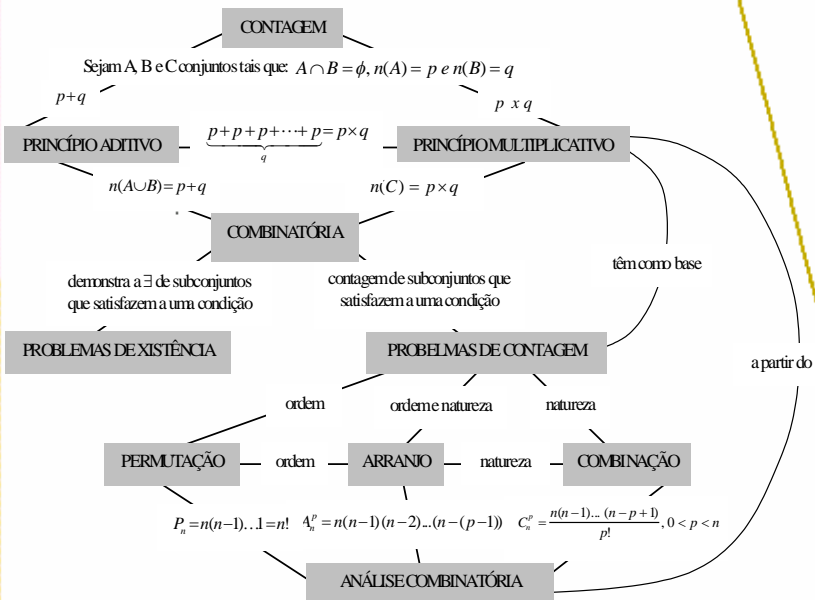 CONTAGEM
Sejam A, B e C conjuntos tais que: A ∩ B = ϕ, n(A) = p e n(B) = q
p+q
p x q
PRINCÍPIO ADITIVO
p + p + p + ⋯ + p = p × q
q
PRINCÍPIO MULTIPLICATIVO
n(A∪B)= p+q
n(C) = p × q
COMBINATÓRIA
têm como base
demonstra a ∃ de subconjuntos
que satisfazem a uma condição
contagem de subconjuntos que
satisfazem a uma condição
PROBLEMAS DE XISTÊNCIA
PROBELMAS DE CONTAGEM
a partir do
ordem
ordem e natureza
natureza
PERMUTAÇÃO
ordem
ARRANJO
natureza
COMBINAÇÃO
Pₙ = n(n−1)…1 = n!
Aₙᵖ = n(n−1)(n−2)...(n−(p−1))
Cₙᵖ = n(n−1)... (n−p+1) / p!, 0 < p < n
ANÁLISE COMBINATÓRIA